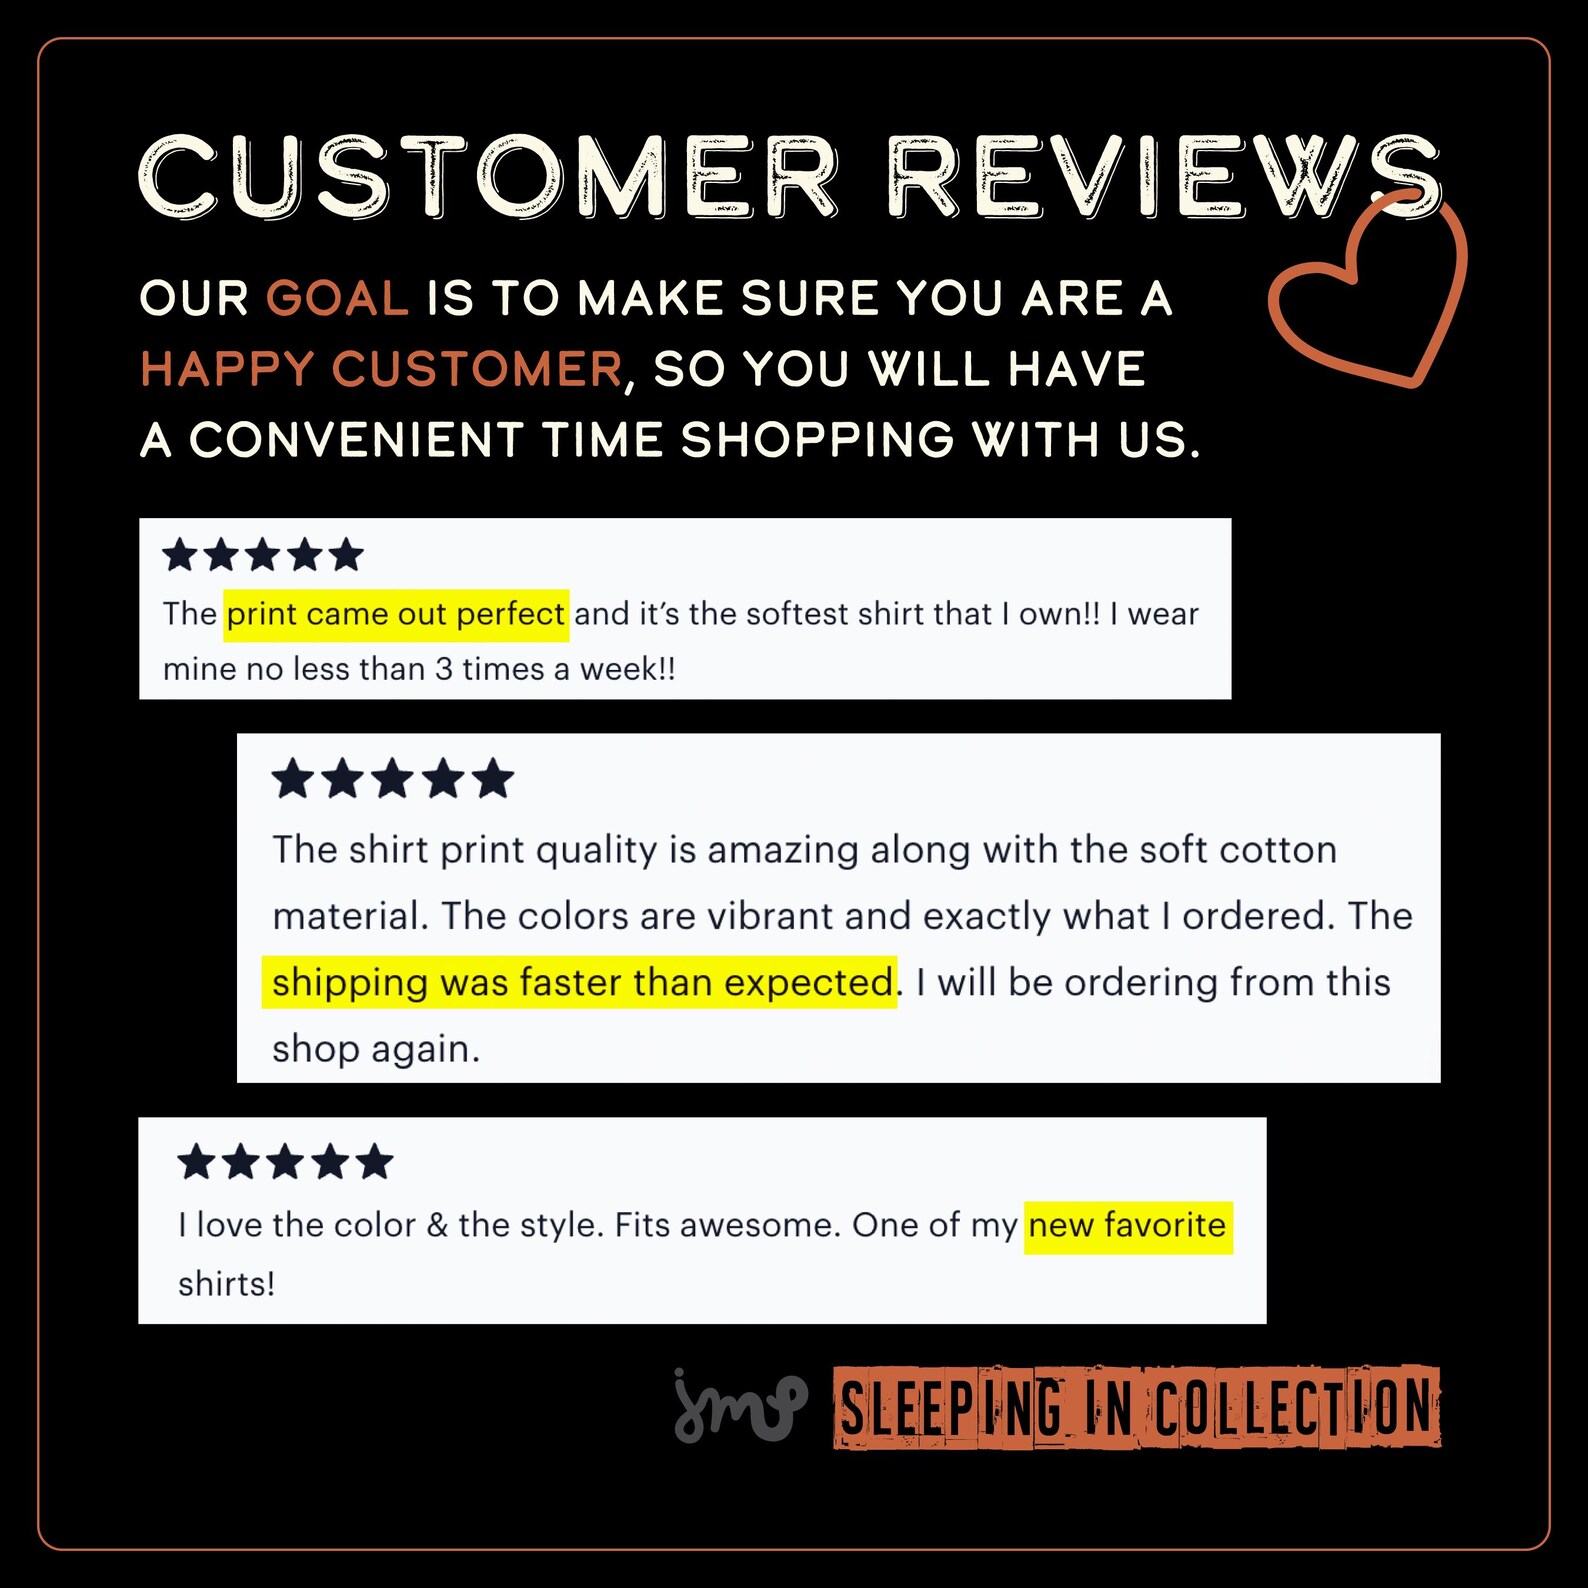 CUSTOMER REVIEWS
OUR GOAL IS TO MAKE SURE YOU ARE A
HAPPY CUSTOMER, SO YOU WILL HAVE
A CONVENIENT TIME SHOPPING WITH US.
★★★★★
The print came out perfect and it’s the softest shirt that I own!! I wear
mine no less than 3 times a week!!
★★★★★
The shirt print quality is amazing along with the soft cotton
material. The colors are vibrant and exactly what I ordered. The
shipping was faster than expected. I will be ordering from this
shop again.
★★★★★
I love the color & the style. Fits awesome. One of my new favorite
shirts!
jmp SLEEPING IN COLLECTION